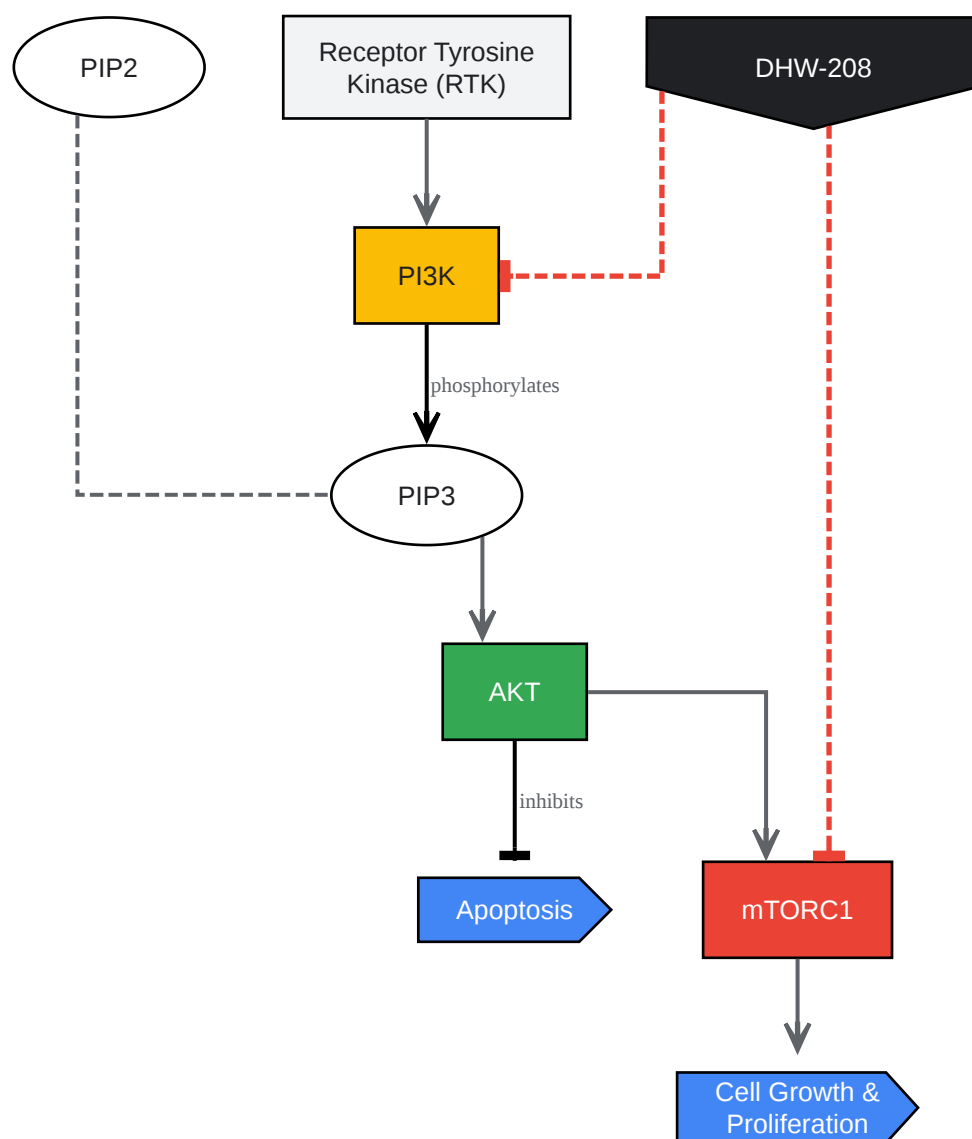 PIP2
Receptor Tyrosine
Kinase (RTK)
DHW-208
PI3K
phosphorylates
PIP3
AKT
inhibits
Apoptosis
mTORC1
Cell Growth &
Proliferation